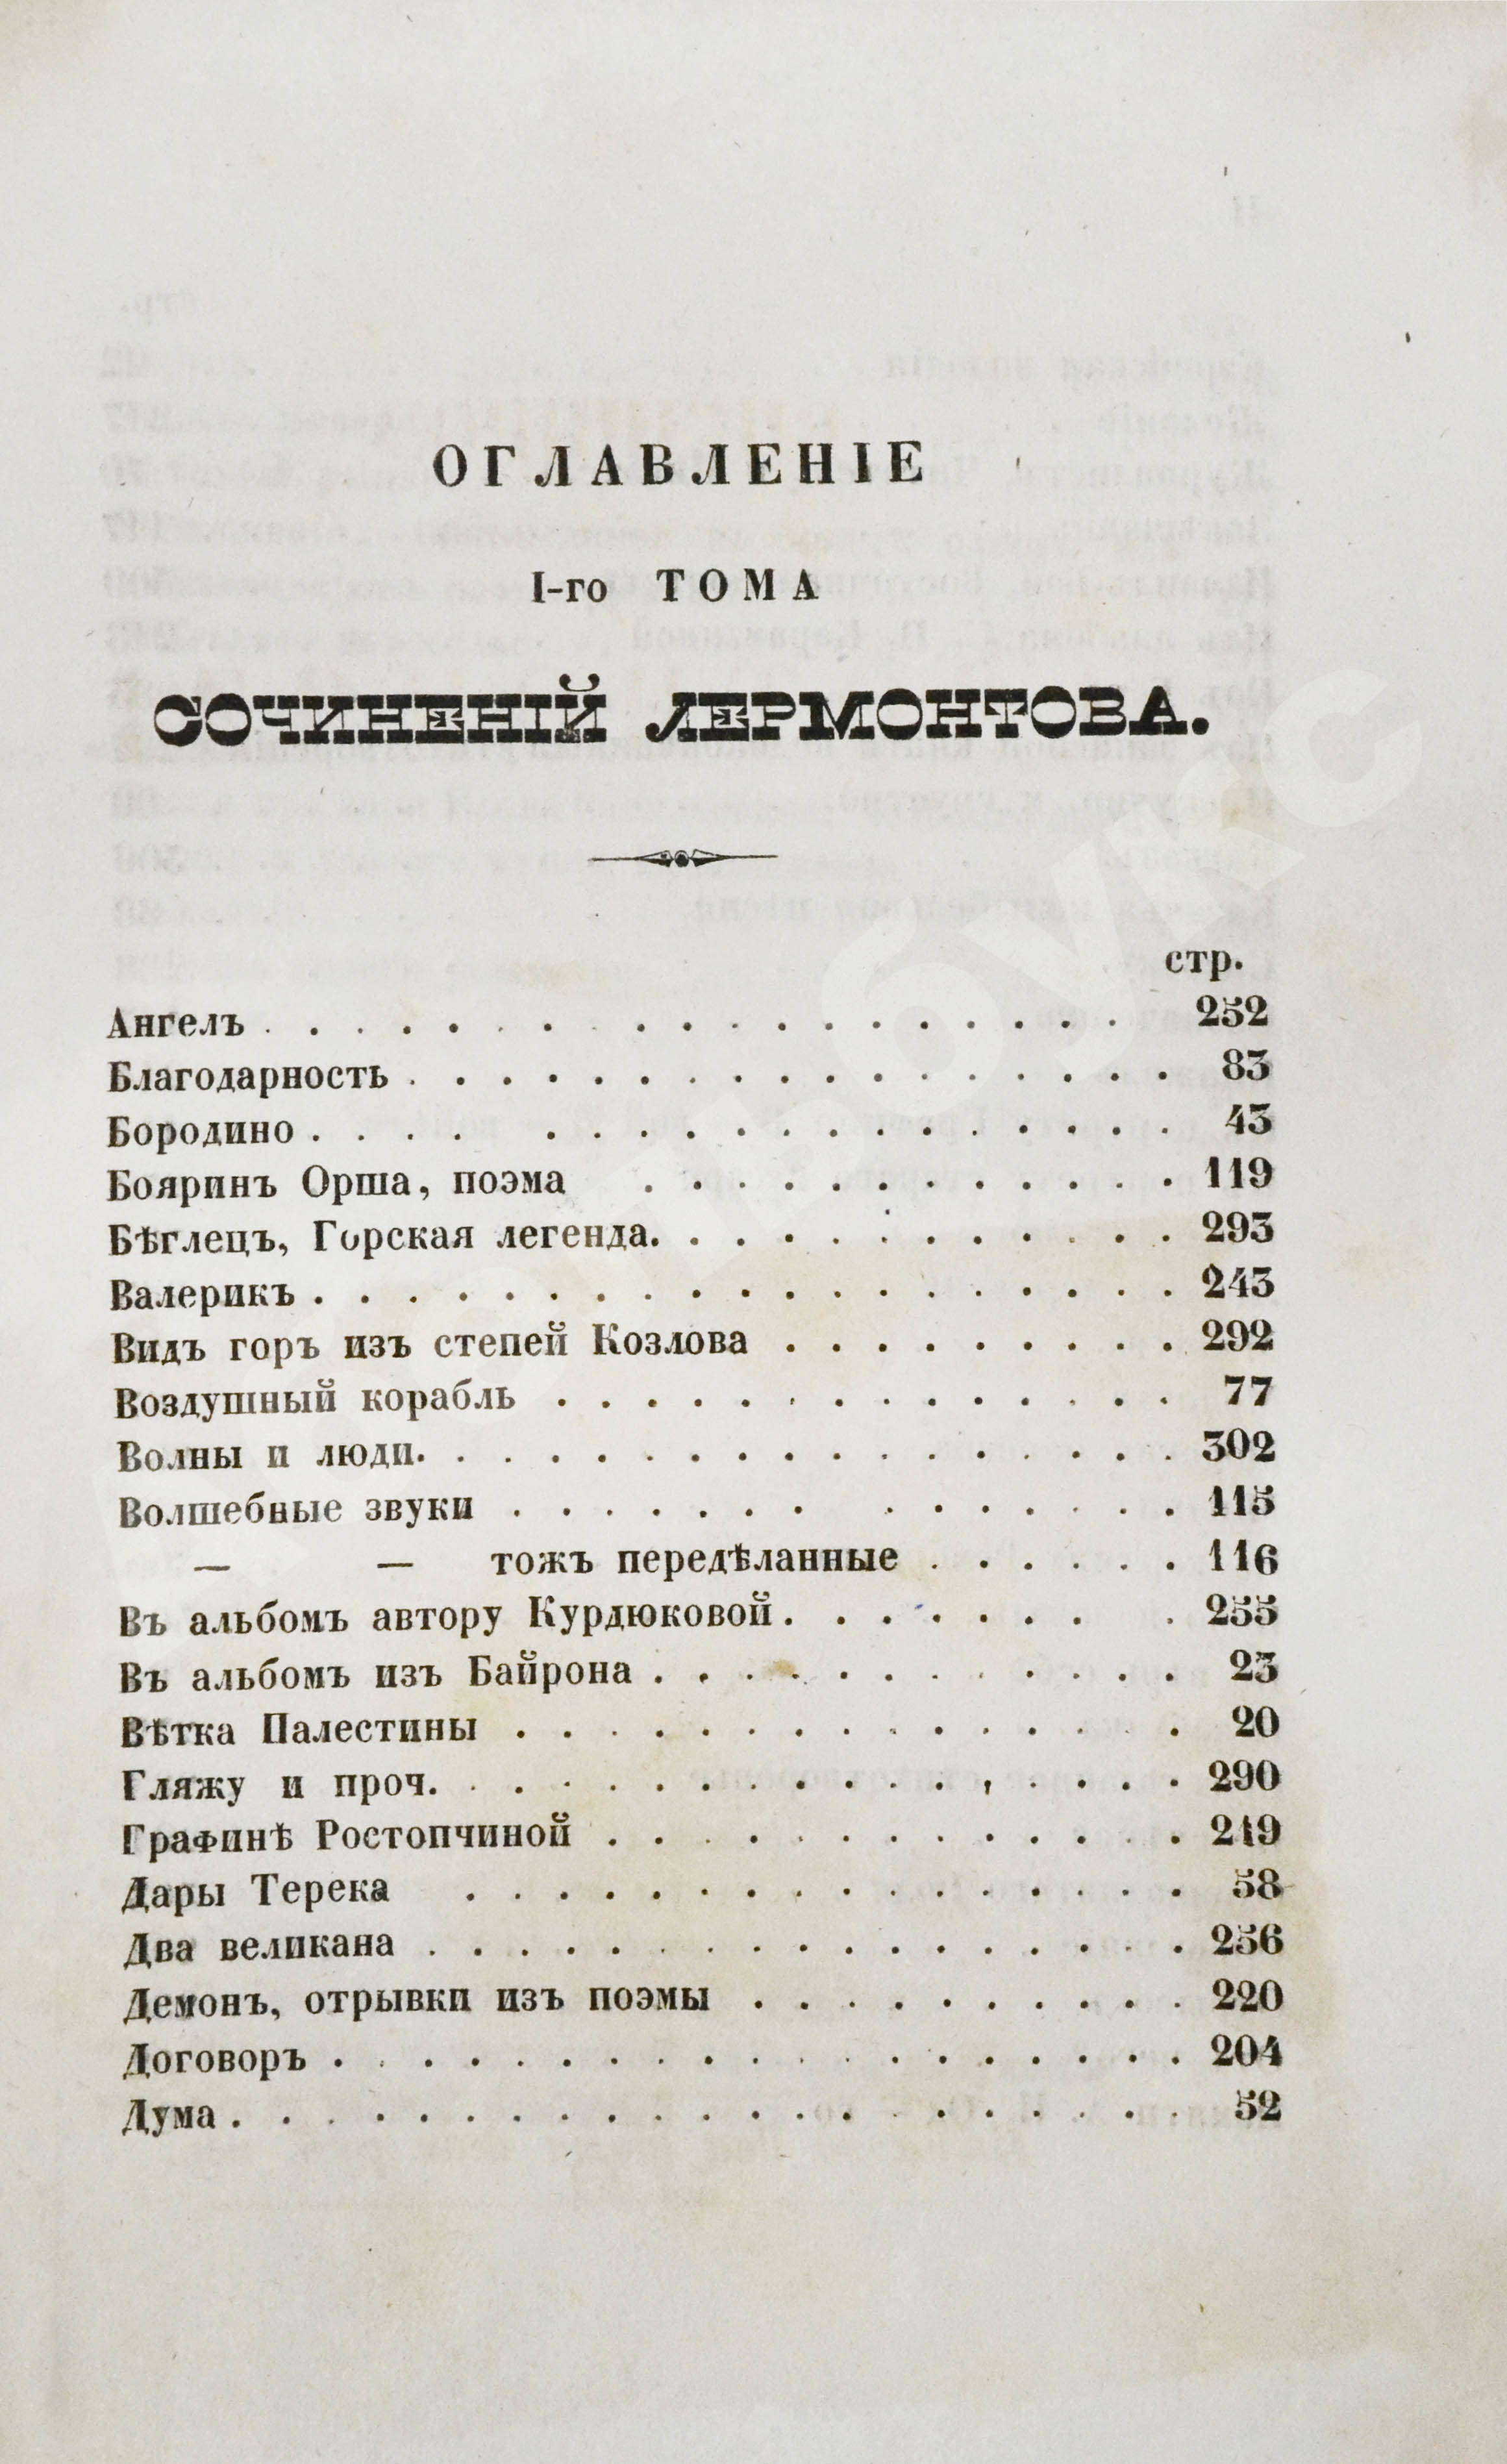 ОГЛАВЛЕНІЕ
I-го ТОМА
СОЧИНЕНІЙ ЛЕРМОНТОВА.
стр.
Ангелъ . . . . . . . . . . . . . . . . . . . 252
Благодарность . . . . . . . . . . . . . . . . . 83
Бородино . . . . . . . . . . . . . . . . . . 43
Бояринъ Орша, поэма . . . . . . . . . . . . 119
Бѣглецъ, Горская легенда. . . . . . . . . . . . 293
Валерикъ . . . . . . . . . . . . . . . . . . 243
Видъ горъ изъ степей Козлова . . . . . . . . . 292
Воздушный корабль . . . . . . . . . . . . . . 77
Волны и люди. . . . . . . . . . . . . . . . . 302
Волшебные звуки . . . . . . . . . . . . . . 115
— — тожъ передѣланные . . . . . . 116
Въ альбомъ автору Курдюковой . . . . . . . . 255
Въ альбомъ изъ Байрона . . . . . . . . . . . . 23
Вѣтка Палестины . . . . . . . . . . . . . . . 20
Гляжу и проч. . . . . . . . . . . . . . . . . 290
Графинѣ Ростопчиной . . . . . . . . . . . . . 249
Дары Терека . . . . . . . . . . . . . . . . 58
Два великана . . . . . . . . . . . . . . . . . 256
Демонъ, отрывки изъ поэмы . . . . . . . . . . 220
Договоръ . . . . . . . . . . . . . . . . . . . 204
Дума . . . . . . . . . . . . . . . . . . . . . 52